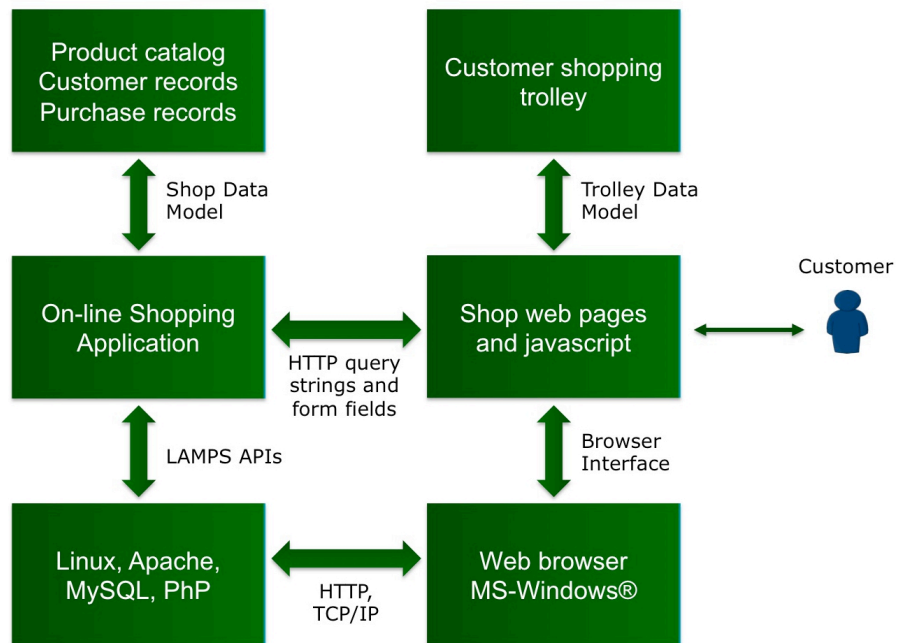 Product catalog
Customer records
Purchase records
Customer shopping
trolley
Shop Data
Model
Trolley Data
Model
Customer
On-line Shopping
Application
Shop web pages
and javascript
HTTP query
strings and
form fields
LAMPS APIs
Browser
Interface
Linux, Apache,
MySQL, PhP
Web browser
MS-Windows®
HTTP,
TCP/IP